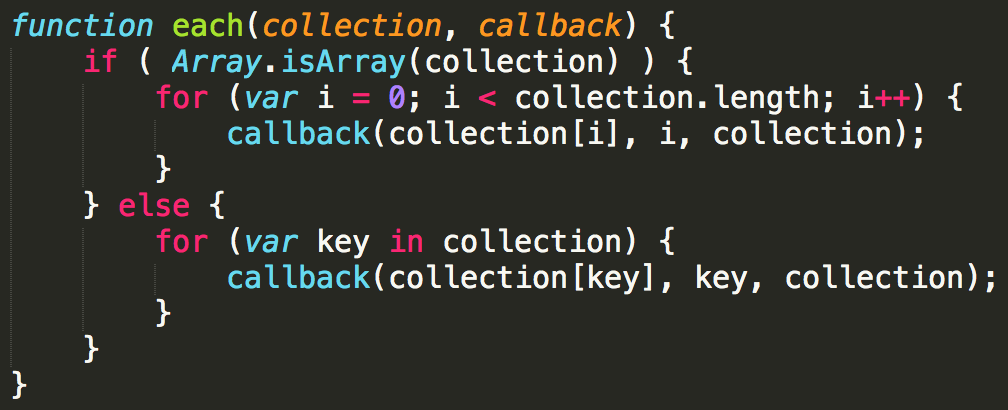 function each(collection, callback) {
    if ( Array.isArray(collection) ) {
        for (var i = 0; i < collection.length; i++) {
            callback(collection[i], i, collection);
        }
    } else {
        for (var key in collection) {
            callback(collection[key], key, collection);
        }
    }
}